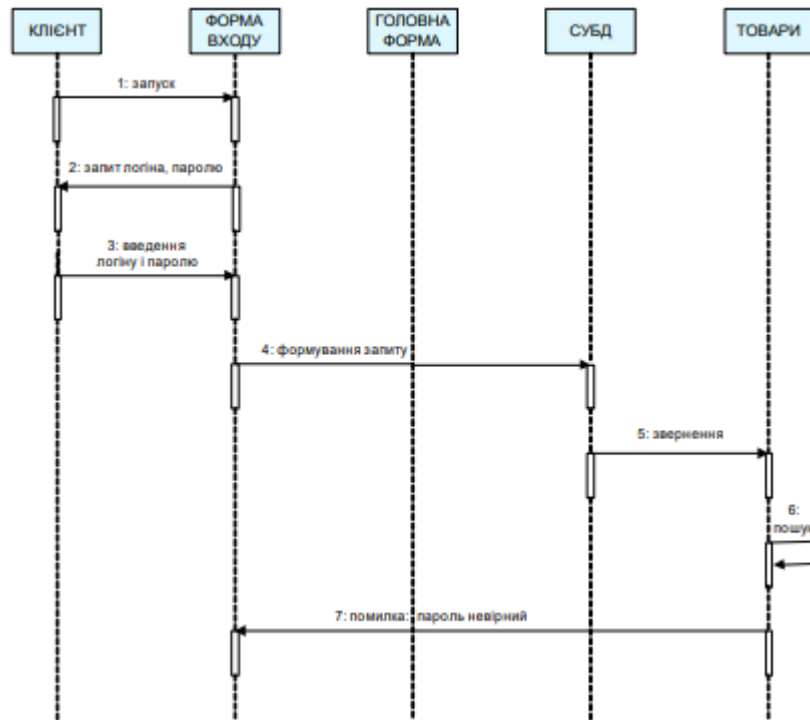 КЛІЄНТ
ФОРМА
ВХОДУ
ГОЛОВНА
ФОРМА
СУБД
ТОВАРИ
1: запуск
2: запит логіна, паролю
3: введення
логіну і паролю
4: формування запиту
5: звернення
6:
пошук
7: помилка: пароль невірний